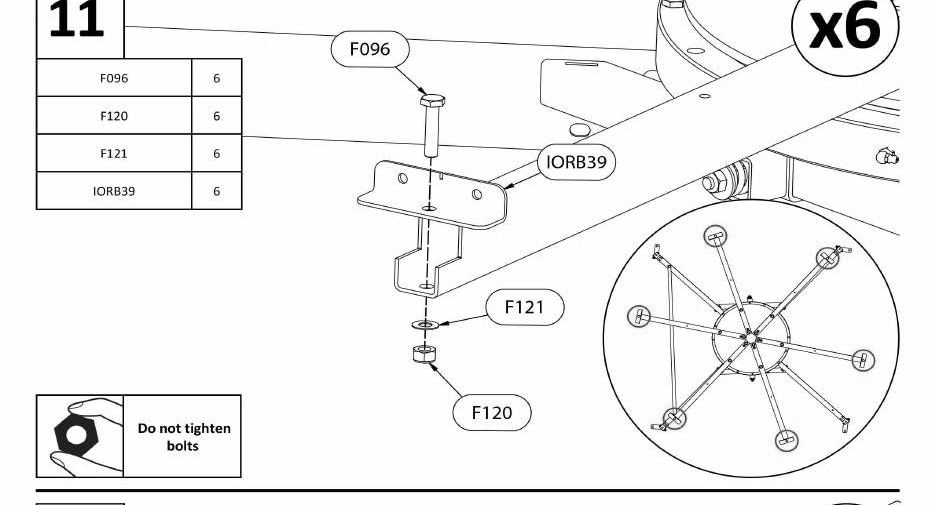 11
x6
F096 6
F120 6
F121 6
IORB39 6
F096
IORB39
F121
F120
Do not tighten
bolts